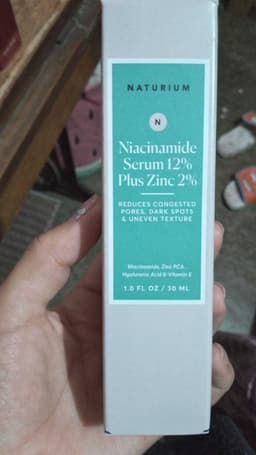 NATURIUM
N
Niacinamide
Serum 12%
Plus Zinc 2%
REDUCES CONGESTED
PORES, DARK SPOTS
& UNEVEN TEXTURE
Niacinamide, Zinc PCA
Hyaluronic Acid & Vitamin E
1.0 FL OZ / 30 ML